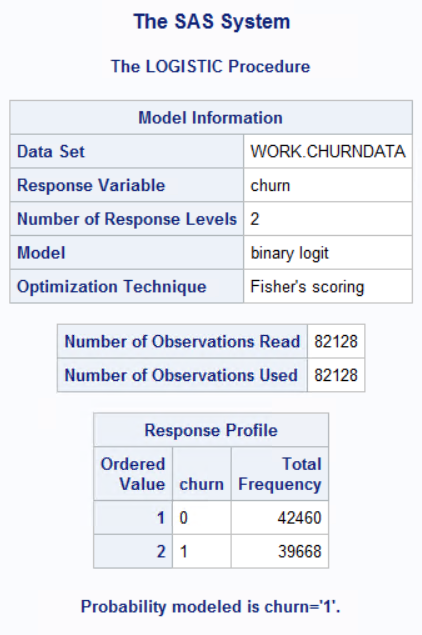 The SAS System
The LOGISTIC Procedure
Model Information
Data Set WORK.CHURNDATA
Response Variable churn
Number of Response Levels 2
Model binary logit
Optimization Technique Fisher's scoring
Number of Observations Read 82128
Number of Observations Used 82128
Response Profile
Ordered Value churn Total Frequency
1 0 42460
2 1 39668
Probability modeled is churn='1'.